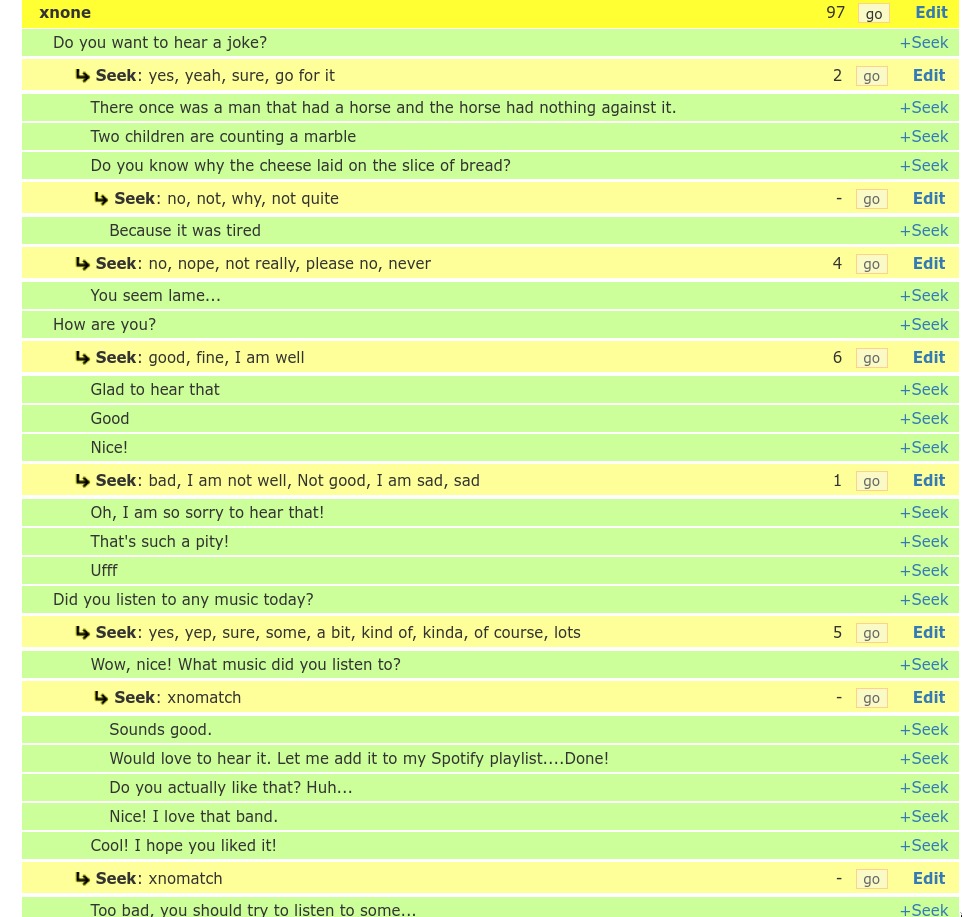 xnone 97 go Edit
Do you want to hear a joke? +Seek
Seek: yes, yeah, sure, go for it 2 go Edit
There once was a man that had a horse and the horse had nothing against it. +Seek
Two children are counting a marble +Seek
Do you know why the cheese laid on the slice of bread? +Seek
Seek: no, not, why, not quite - go Edit
Because it was tired +Seek
Seek: no, nope, not really, please no, never 4 go Edit
You seem lame... +Seek
How are you? +Seek
Seek: good, fine, I am well 6 go Edit
Glad to hear that +Seek
Good +Seek
Nice! +Seek
Seek: bad, I am not well, Not good, I am sad, sad 1 go Edit
Oh, I am so sorry to hear that! +Seek
That's such a pity! +Seek
Ufff +Seek
Did you listen to any music today? +Seek
Seek: yes, yep, sure, some, a bit, kind of, kinda, of course, lots 5 go Edit
Wow, nice! What music did you listen to? +Seek
Seek: xnomatch - go Edit
Sounds good. +Seek
Would love to hear it. Let me add it to my Spotify playlist....Done! +Seek
Do you actually like that? Huh... +Seek
Nice! I love that band. +Seek
Cool! I hope you liked it! +Seek
Seek: xnomatch - go Edit
Too bad, you should try to listen to some... +Seek